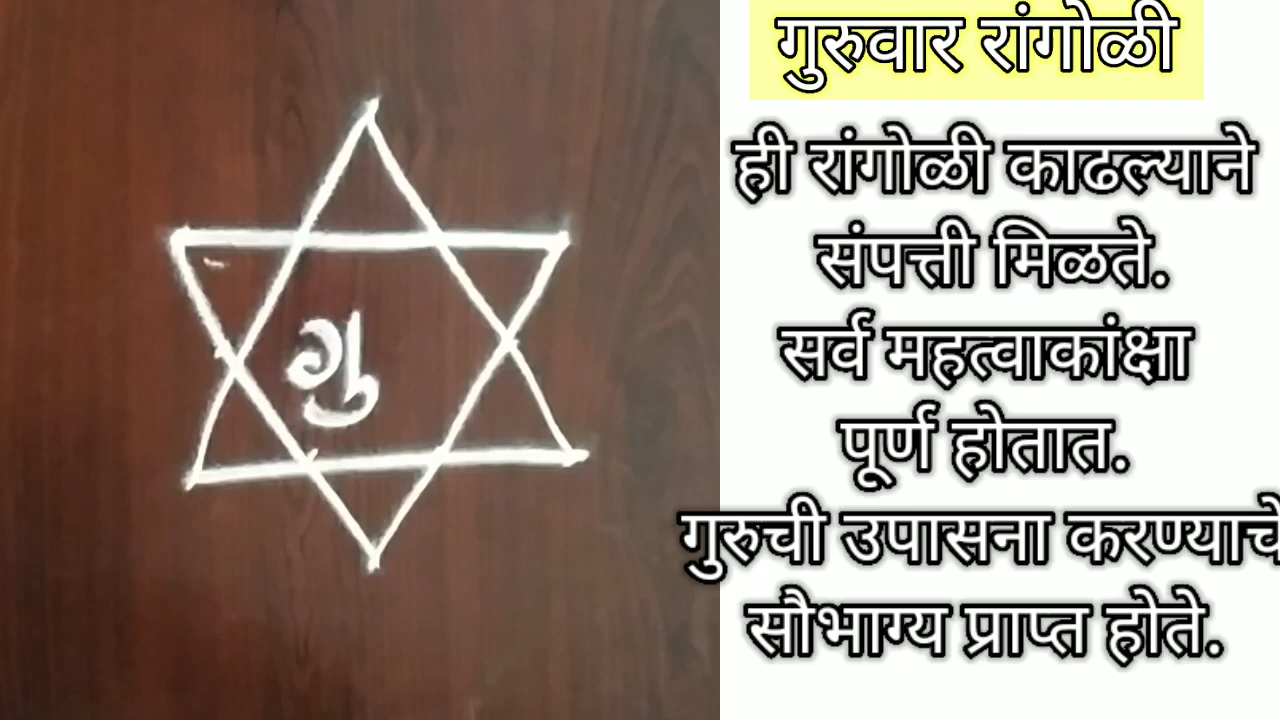 गुरुवार रांगोळी
गु
ही रांगोळी काढल्याने
संपत्ती मिळते.
सर्व महत्वाकांक्षा
पूर्ण होतात.
गुरुची उपासना करण्याचे
सौभाग्य प्राप्त होते.